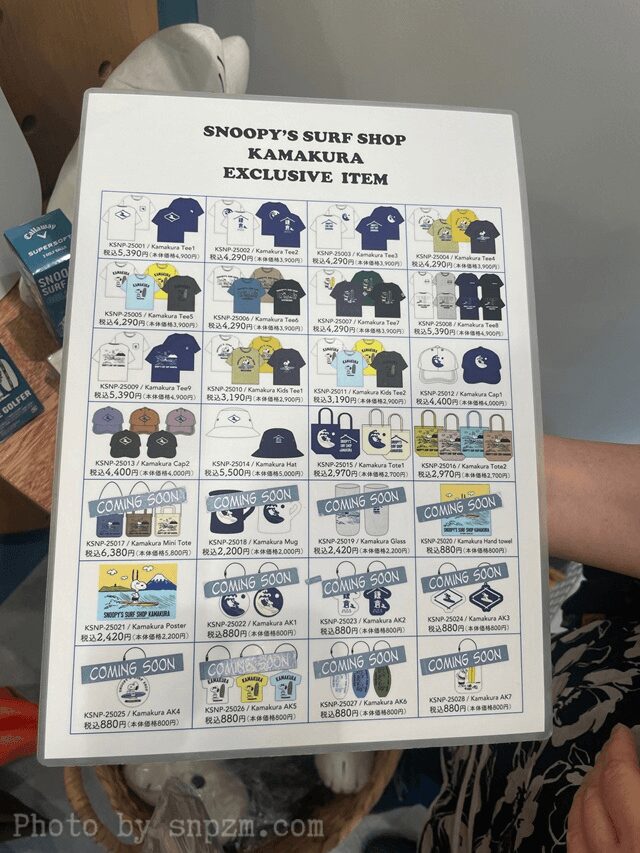 SNOOPY'S SURF SHOP
KAMAKURA
EXCLUSIVE ITEM
KSNP-25001 / Kamakura Tee1
税込5,390円(本体価格4,900円)
KSNP-25002 / Kamakura Tee2
税込4,290円(本体価格3,900円)
KSNP-25003 / Kamakura Tee3
税込4,290円(本体価格3,900円)
KSNP-25004 / Kamakura Tee4
税込4,290円(本体価格3,900円)
KSNP-25005 / Kamakura Tee5
税込4,290円(本体価格3,900円)
KSNP-25006 / Kamakura Tee6
税込4,290円(本体価格3,900円)
KSNP-25007 / Kamakura Tee7
税込4,290円(本体価格3,900円)
KSNP-25008 / Kamakura Tee8
税込5,390円(本体価格4,900円)
KSNP-25009 / Kamakura Tee9
税込5,390円(本体価格4,900円)
KSNP-25010 / Kamakura Kids Tee1
税込3,190円(本体価格2,900円)
KSNP-25011 / Kamakura Kids Tee2
税込3,190円(本体価格2,900円)
KSNP-25012 / Kamakura Cap1
税込4,400円(本体価格4,000円)
KSNP-25013 / Kamakura Cap2
税込4,400円(本体価格4,000円)
KSNP-25014 / Kamakura Hat
税込5,500円(本体価格5,000円)
KSNP-25015 / Kamakura Tote1
税込2,970円(本体価格2,700円)
KSNP-25016 / Kamakura Tote2
税込2,970円(本体価格2,700円)
COMING SOON
KSNP-25017 / Kamakura Mini Tote
税込6,380円(本体価格5,800円)
COMING SOON
KSNP-25018 / Kamakura Mug
税込2,200円(本体価格2,000円)
COMING SOON
KSNP-25019 / Kamakura Glass
税込2,420円(本体価格2,200円)
COMING SOON
KSNP-25020 / Kamakura Hand towel
税込880円(本体価格800円)
SNOOPY'S SURF SHOP KAMAKURA
KSNP-25021 / Kamakura Poster
税込2,420円(本体価格2,200円)
COMING SOON
KSNP-25022 / Kamakura AK1
税込880円(本体価格800円)
COMING SOON
KSNP-25023 / Kamakura AK2
税込880円(本体価格800円)
COMING SOON
KSNP-25024 / Kamakura AK3
税込880円(本体価格800円)
COMING SOON
KSNP-25025 / Kamakura AK4
税込880円(本体価格800円)
COMING SOON
KSNP-25026 / Kamakura AK5
税込880円(本体価格800円)
COMING SOON
KSNP-25027 / Kamakura AK6
税込880円(本体価格800円)
COMING SOON
KSNP-25028 / Kamakura AK7
税込880円(本体価格800円)
Callaway
SUPERSOFT
SNOO
SURF
GOLFER
Photo by snpzm.com